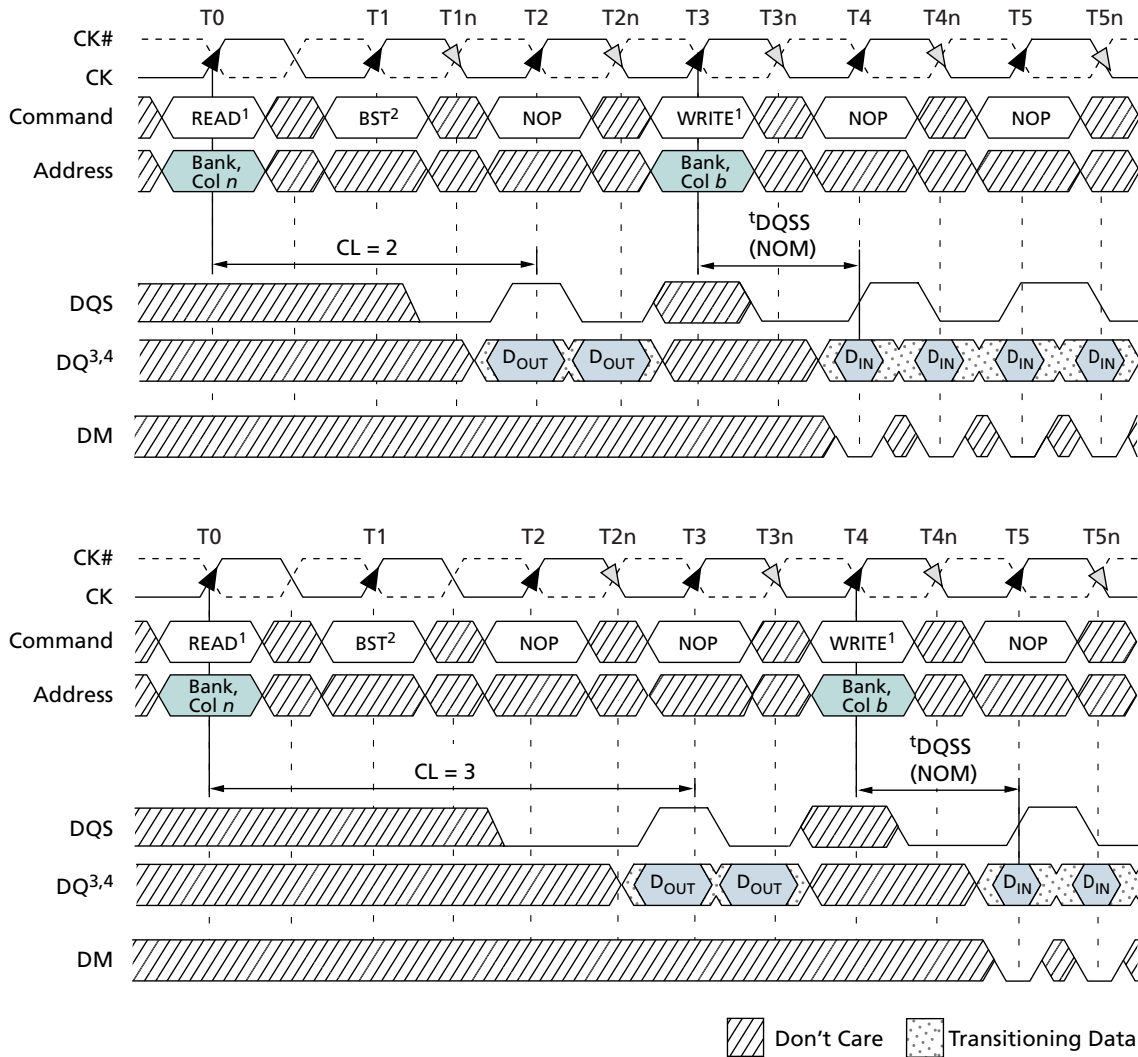 T0 T1 T1n T2 T2n T3 T3n T4 T4n T5 T5n
CK#
CK
Command READ¹ BST² NOP WRITE¹ NOP NOP
Address Bank, Col n Bank, Col b
CL = 2 ᵗDQSS (NOM)
DQS
DQ³,⁴ DOUT DOUT DIN DIN DIN DIN
DM
T0 T1 T2 T2n T3 T3n T4 T4n T5 T5n
CK#
CK
Command READ¹ BST² NOP NOP WRITE¹ NOP
Address Bank, Col n Bank, Col b
CL = 3 ᵗDQSS (NOM)
DQS
DQ³,⁴ DOUT DOUT DIN DIN
DM
Don't Care Transitioning Data